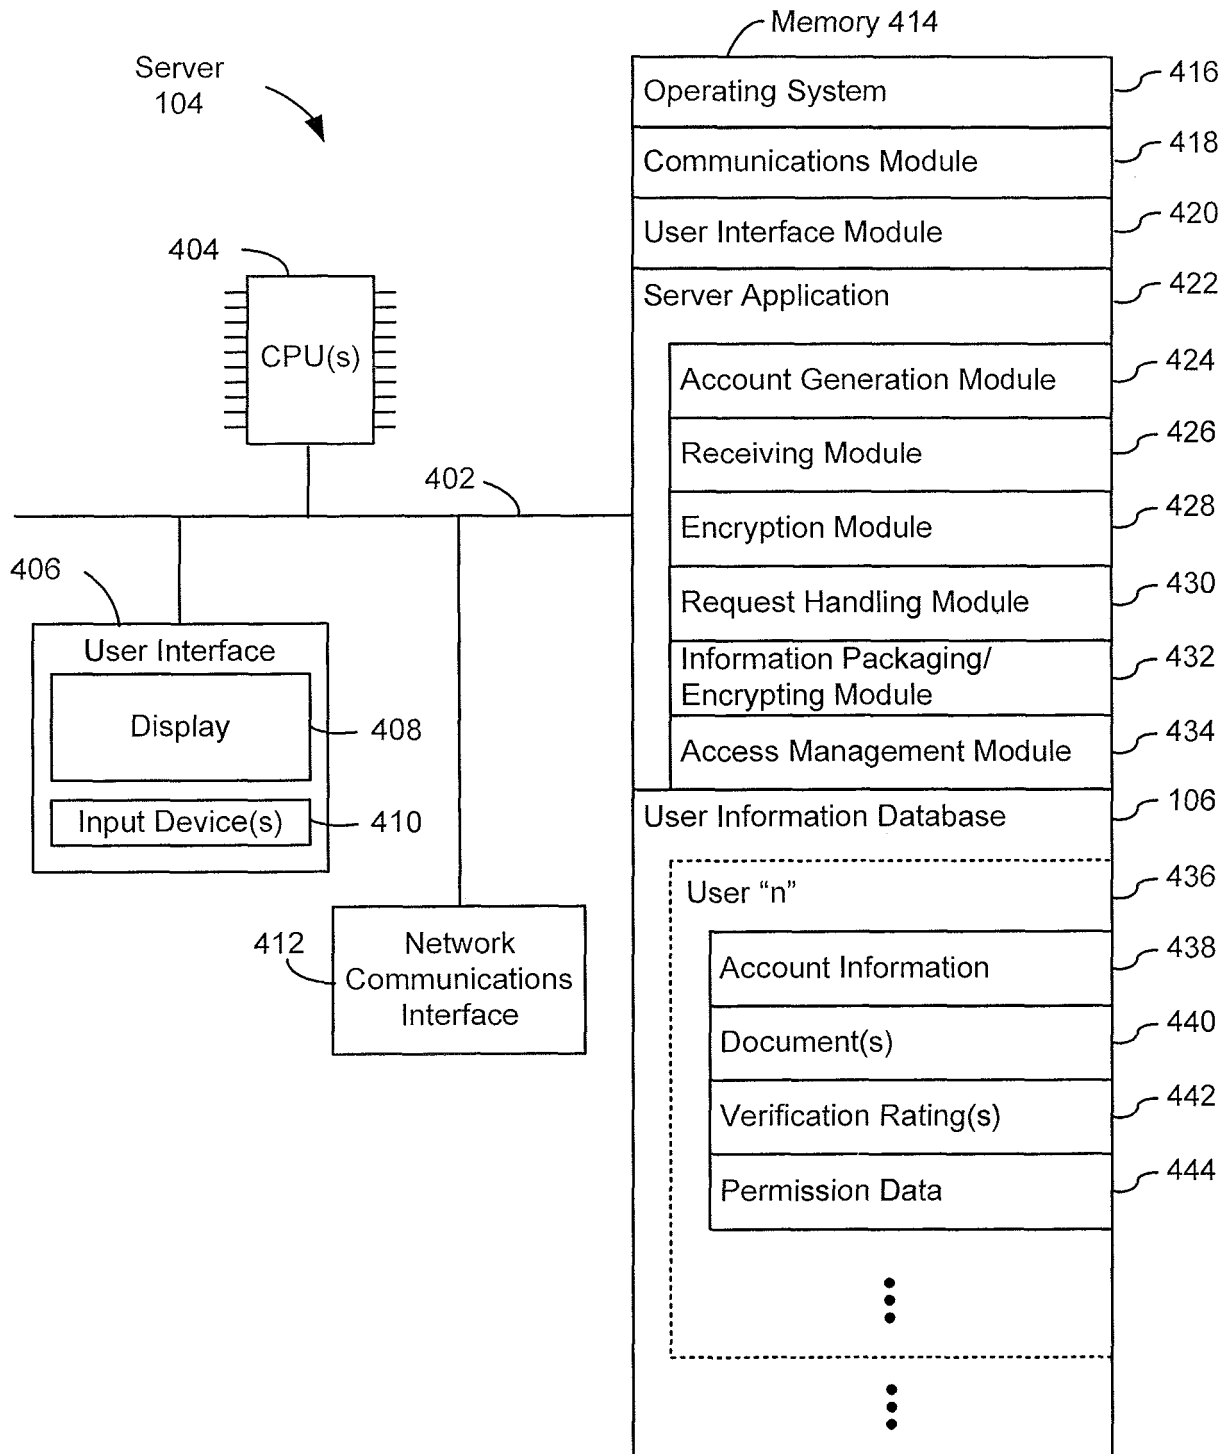 Memory 414
Server
104
Operating System
416
Communications Module
418
User Interface Module
420
Server Application
422
Account Generation Module
424
Receiving Module
426
Encryption Module
428
Request Handling Module
430
Information Packaging/
Encrypting Module
432
Access Management Module
434
User Information Database
106
User “n”
436
Account Information
438
Document(s)
440
Verification Rating(s)
442
Permission Data
444
404
CPU(s)
402
406
User Interface
Display
408
Input Device(s)
410
412
Network
Communications
Interface